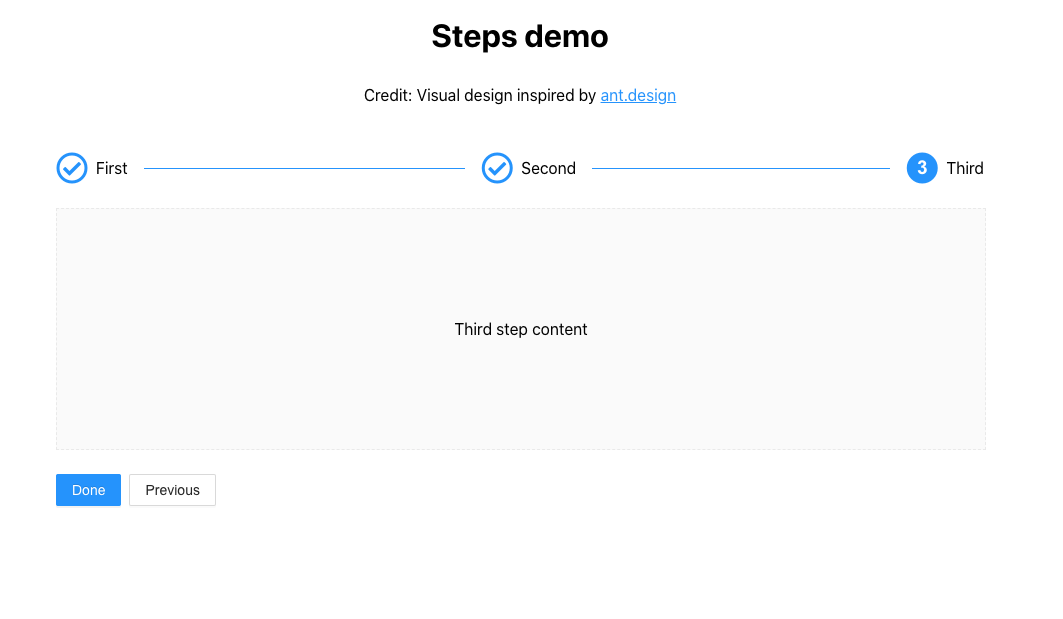 Steps demo
Credit: Visual design inspired by ant.design
First Second 3 Third
Third step content
Done Previous